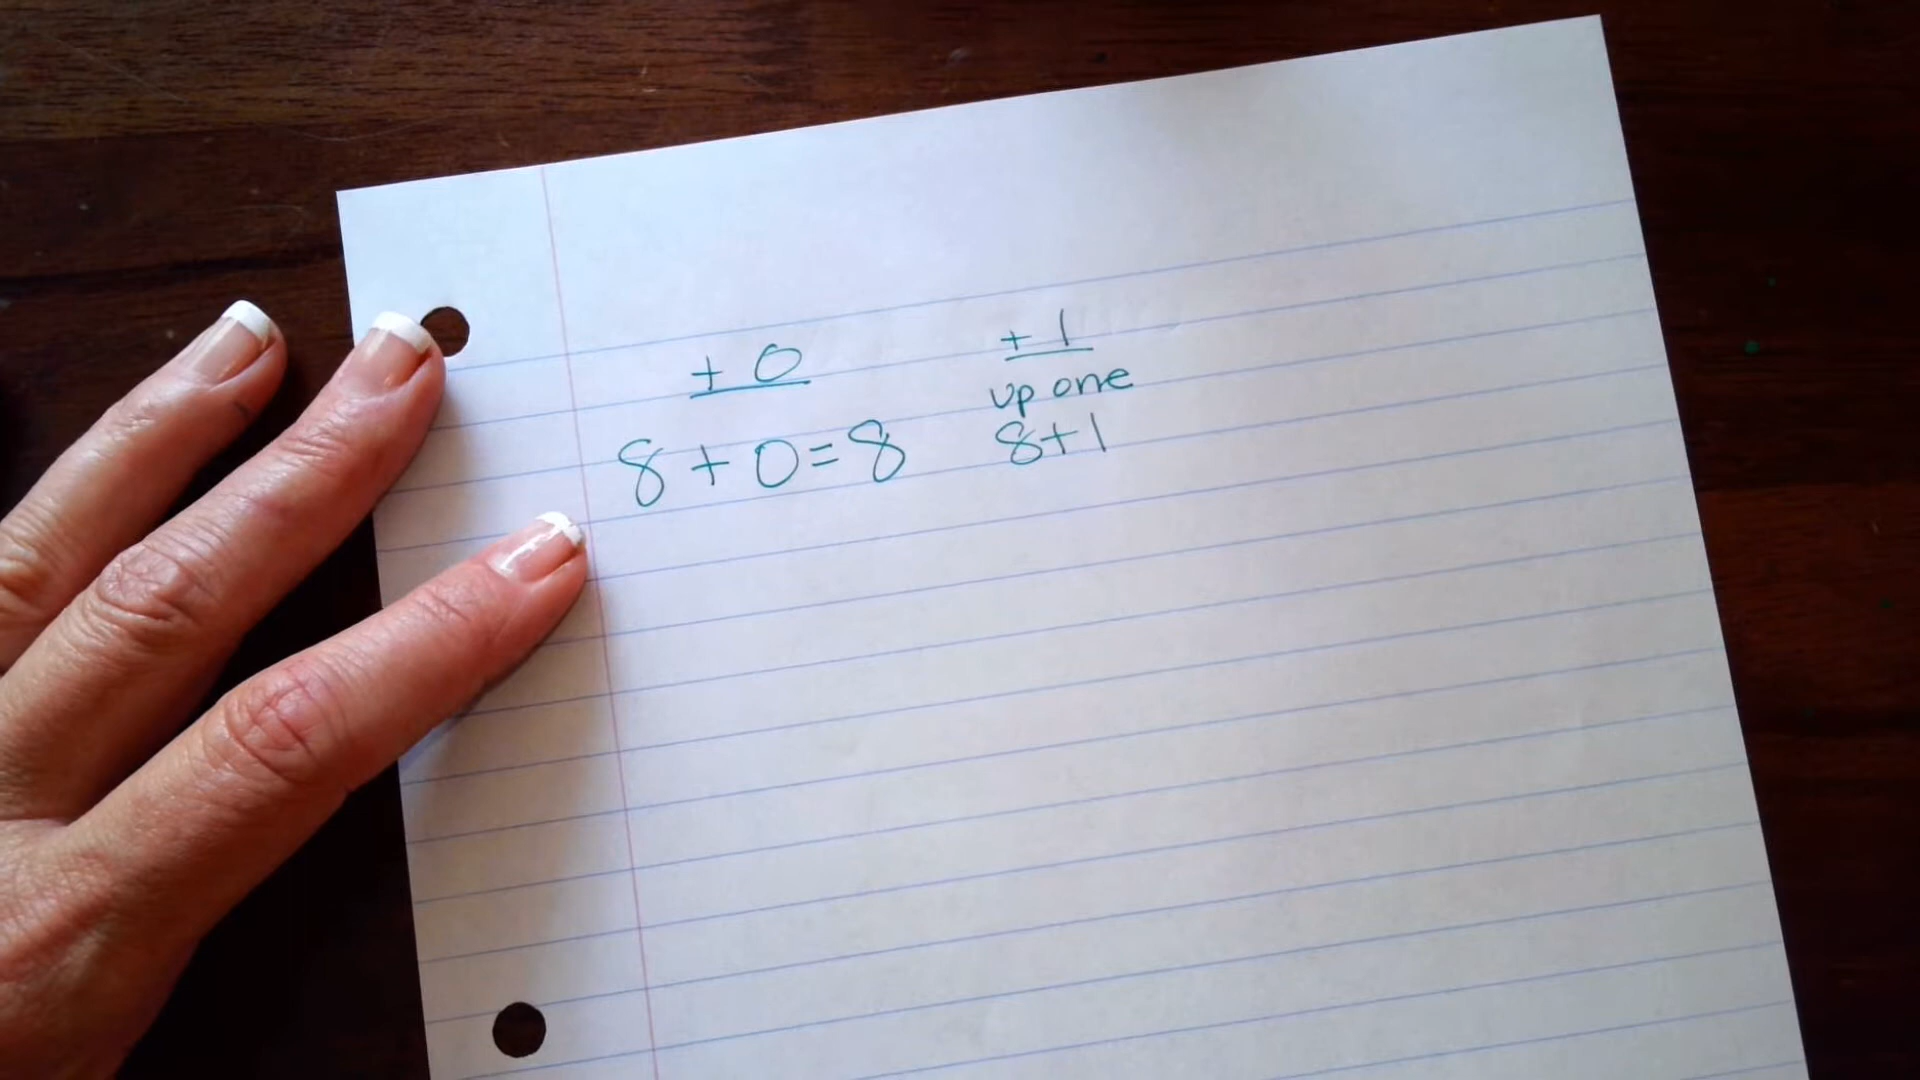 + 0
8 + 0 = 8
+ 1
up one
8+1